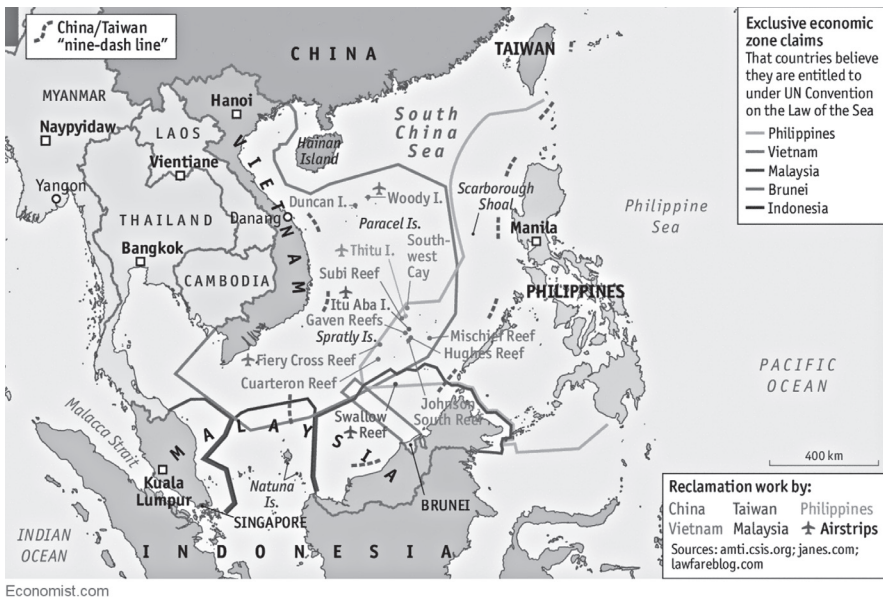 China/Taiwan
"nine-dash line"
CHINA
TAIWAN
Exclusive economic
zone claims
That countries believe
they are entitled to
under UN Convention
on the Law of the Sea
Philippines
Vietnam
Malaysia
Brunei
Indonesia
MYANMAR
Hanoi
South
China
Sea
Naypyidaw
LAOS
Hainan
Island
Vientiane
VIETNAM
Yangon
Duncan I.
Woody I.
Scarborough
Shoal
Philippine
Sea
THAILAND
Danang
Paracel Is.
Manila
Bangkok
Thitu I.
South-
west
Cay
Subi Reef
CAMBODIA
Itu Aba I.
PHILIPPINES
Gaven Reefs
Spratly Is.
Mischief Reef
Hughes Reef
Fiery Cross Reef
Cuarteron Reef
PACIFIC
OCEAN
Malacca Strait
Swallow
Reef
Johnson
South Reef
MALAYSIA
400 km
Kuala
Lumpur
Natuna
Is.
BRUNEI
SINGAPORE
INDIAN
OCEAN
INDONESIA
Reclamation work by:
China Taiwan Philippines
Vietnam Malaysia Airstrips
Sources: amti.csis.org; janes.com;
lawfareblog.com
Economist.com